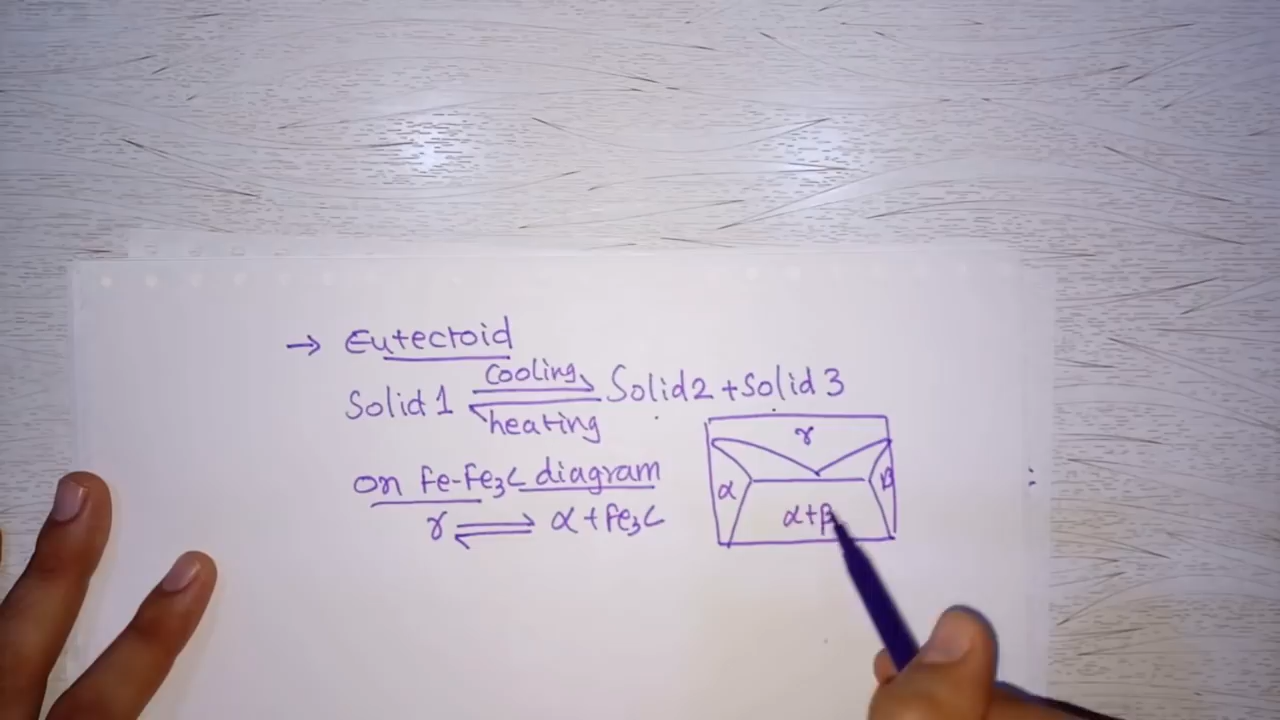 → Eutectoid
Solid 1 cooling heating Solid 2 + Solid 3
On Fe-Fe3C diagram
γ ⇌ α + Fe3C
γ
α
β
α+β